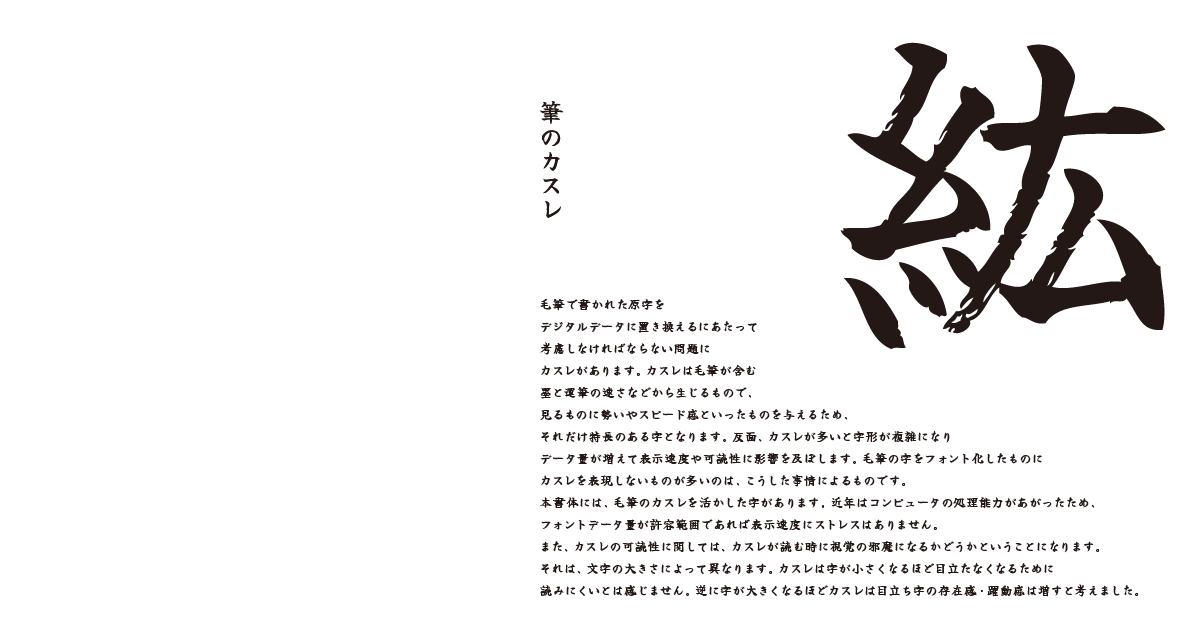 紘
筆のカスレ
毛筆で書かれた原字を
デジタルデータに置き換えるにあたって
考慮しなければならない問題に
カスレがあります。カスレは毛筆が含む
墨と運筆の速さなどから生じるもので、
見るものに勢いやスピード感といったものを与えるため、
それだけ特長のある字となります。反面、カスレが多いと字形が複雑になり
データ量が増えて表示速度や可読性に影響を及ぼします。毛筆の字をフォント化したものに
カスレを表現しないものが多いのは、こうした事情によるものです。
本書体には、毛筆のカスレを活かした字があります。近年はコンピュータの処理能力があがったため、
フォントデータ量が許容範囲であれば表示速度にストレスはありません。
また、カスレの可読性に関しては、カスレが読む時に視覚の邪魔になるかどうかということになります。
それは、文字の大きさによって異なります。カスレは字が小さくなるほど目立たなくなるために
読みにくいとは感じません。逆に字が大きくなるほどカスレは目立ち字の存在感・躍動感は増すと考えました。